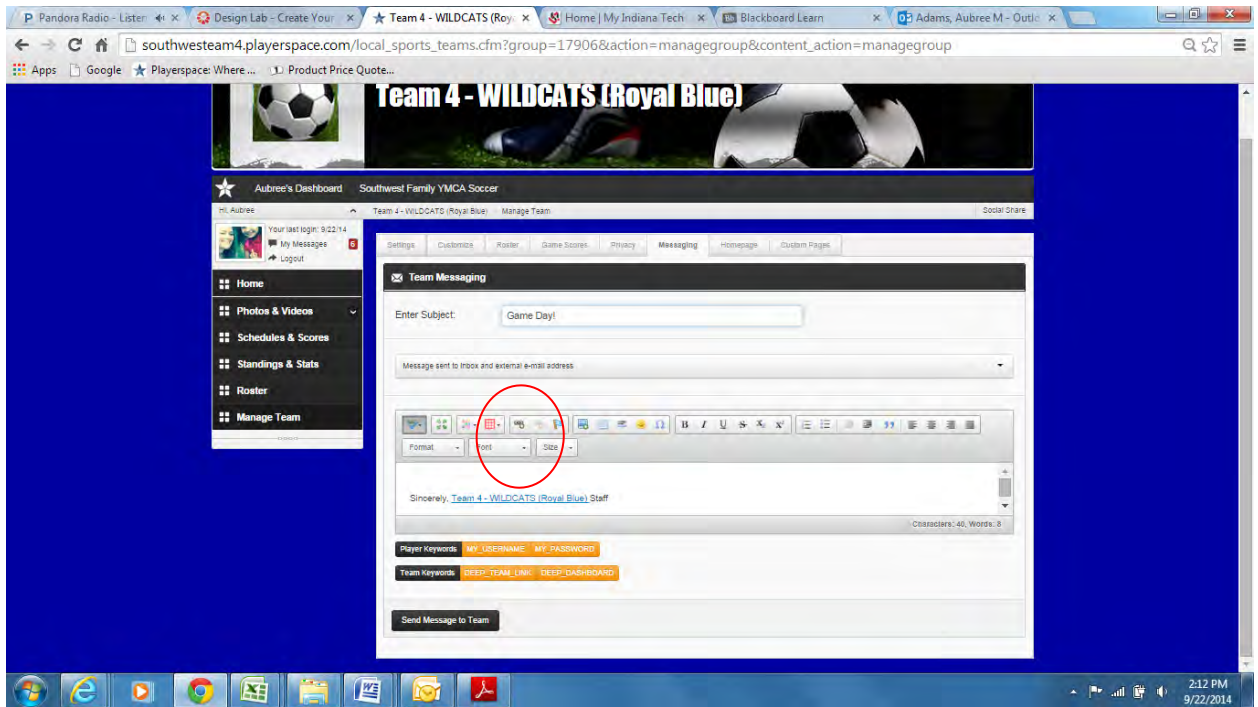 Pandora Radio - Listen
Design Lab - Create Your
Team 4 - WILDCATS (Roy
Home | My Indiana Tech
Blackboard Learn
Adams, Aubree M - Outlo
southwesteam4.playerspace.com/local_sports_teams.cfm?group=17906&action=managegroup&content_action=managegroup
Apps Google Playerspace: Where ... Product Price Quote...
Team 4 - WILDCATS (Royal Blue)
Aubree's Dashboard Southwest Family YMCA Soccer
Hi, Aubree Team 4 - WILDCATS (Royal Blue) Manage Team Social Share
Your last login: 9/22/14
My Messages 6
Logout
Home
Photos & Videos
Schedules & Scores
Standings & Stats
Roster
Manage Team
Settings Customize Roster Game Scores Privacy Messaging Homepage Custom Pages
Team Messaging
Enter Subject: Game Day!
Message sent to Inbox and external e-mail address
B I U S X₂ X²
Format Font Size
Sincerely, Team 4 - WILDCATS (Royal Blue) Staff
Characters: 40, Words: 8
Player Keywords MY_USERNAME MY_PASSWORD
Team Keywords DEEP_TEAM_LINK DEEP_DASHBOARD
Send Message to Team
2:12 PM
9/22/2014